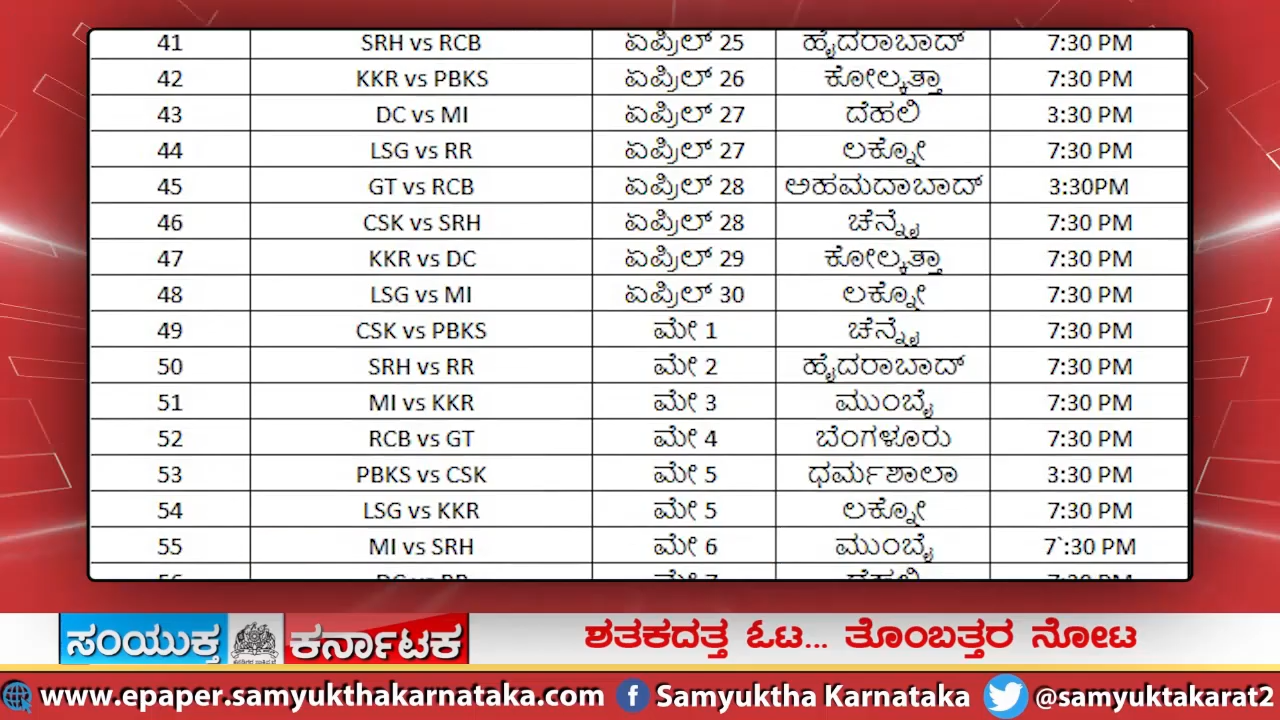 41 SRH vs RCB ಏಪ್ರಿಲ್ 25 ಹೈದರಾಬಾದ್ 7:30 PM
42 KKR vs PBKS ಏಪ್ರಿಲ್ 26 ಕೋಲ್ಕತ್ತಾ 7:30 PM
43 DC vs MI ಏಪ್ರಿಲ್ 27 ದೆಹಲಿ 3:30 PM
44 LSG vs RR ಏಪ್ರಿಲ್ 27 ಲಕ್ನೋ 7:30 PM
45 GT vs RCB ಏಪ್ರಿಲ್ 28 ಅಹಮದಾಬಾದ್ 3:30PM
46 CSK vs SRH ಏಪ್ರಿಲ್ 28 ಚೆನ್ನೈ 7:30 PM
47 KKR vs DC ಏಪ್ರಿಲ್ 29 ಕೋಲ್ಕತ್ತಾ 7:30 PM
48 LSG vs MI ಏಪ್ರಿಲ್ 30 ಲಕ್ನೋ 7:30 PM
49 CSK vs PBKS ಮೇ 1 ಚೆನ್ನೈ 7:30 PM
50 SRH vs RR ಮೇ 2 ಹೈದರಾಬಾದ್ 7:30 PM
51 MI vs KKR ಮೇ 3 ಮುಂಬೈ 7:30 PM
52 RCB vs GT ಮೇ 4 ಬೆಂಗಳೂರು 7:30 PM
53 PBKS vs CSK ಮೇ 5 ಧರ್ಮಶಾಲಾ 3:30 PM
54 LSG vs KKR ಮೇ 5 ಲಕ್ನೋ 7:30 PM
55 MI vs SRH ಮೇ 6 ಮುಂಬೈ 7`:30 PM
ಸಂಯುಕ್ತ ಕರ್ನಾಟಕ
ಶತಕದತ್ತ ಓಟ... ತೊಂಬತ್ತರ ನೋಟ
www.epaper.samyukthakarnataka.com Samyuktha Karnataka @samyuktakarat2